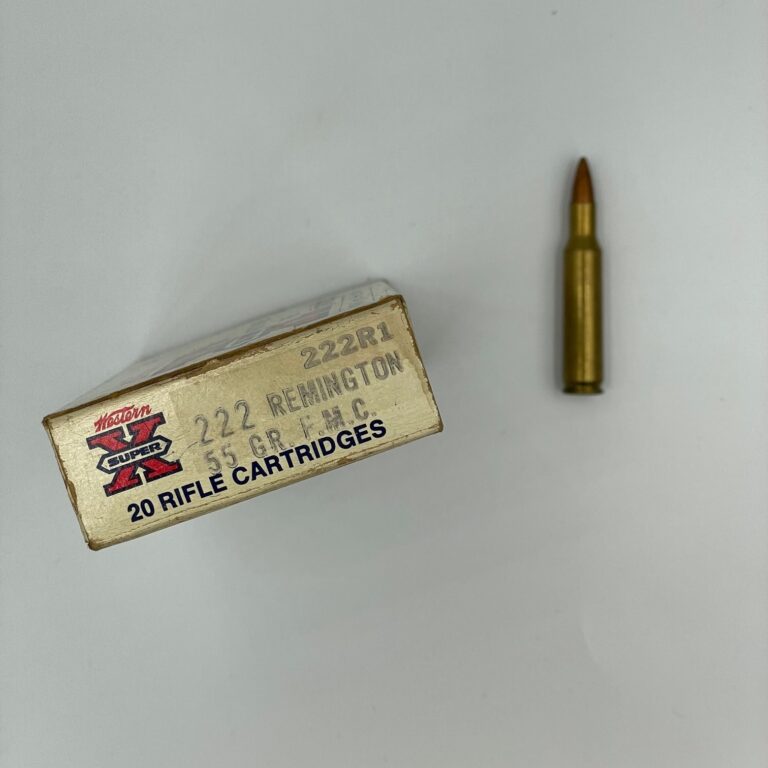 222R1
Western
SUPER X
222 REMINGTON
55 GR. F.M.C.
20 RIFLE CARTRIDGES